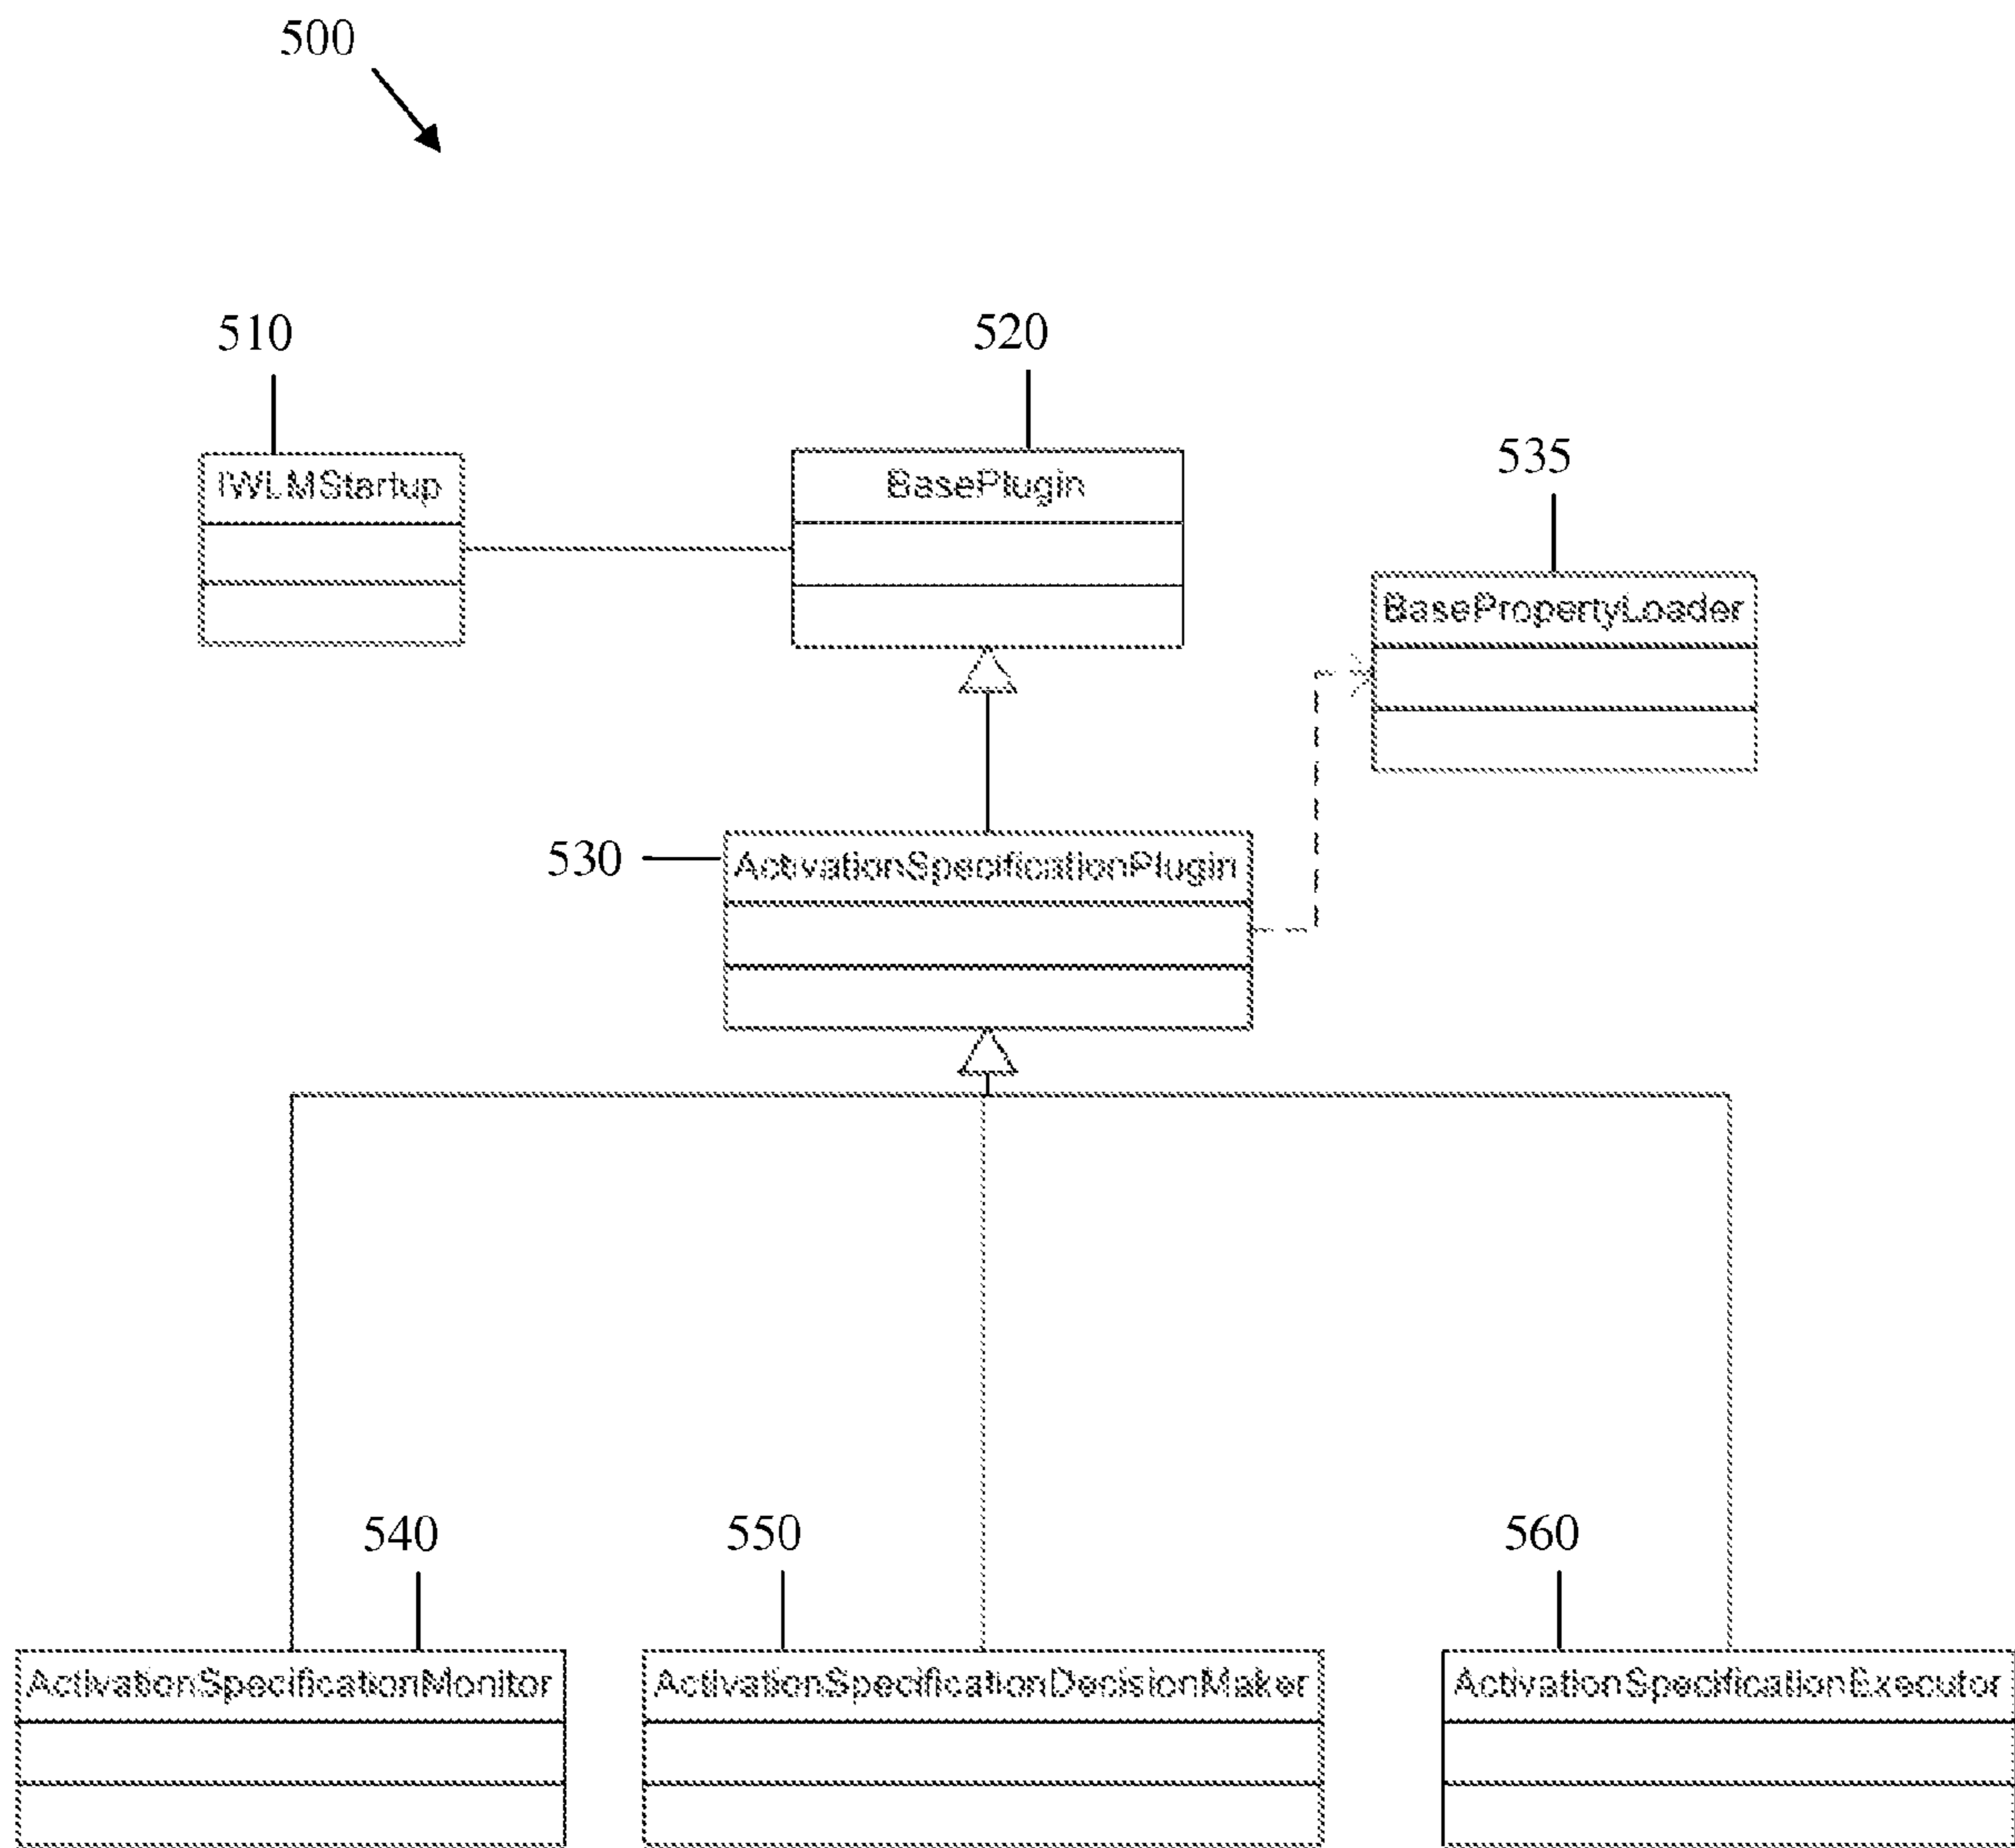 500
510
520
535
IWLMStartup
BasePlugin
BasePropertyLoader
530
ActivationSpecificationPlugin
540
550
560
ActivationSpecificationMonitor
ActivationSpecificationDecisionMaker
ActivationSpecificationExecutor